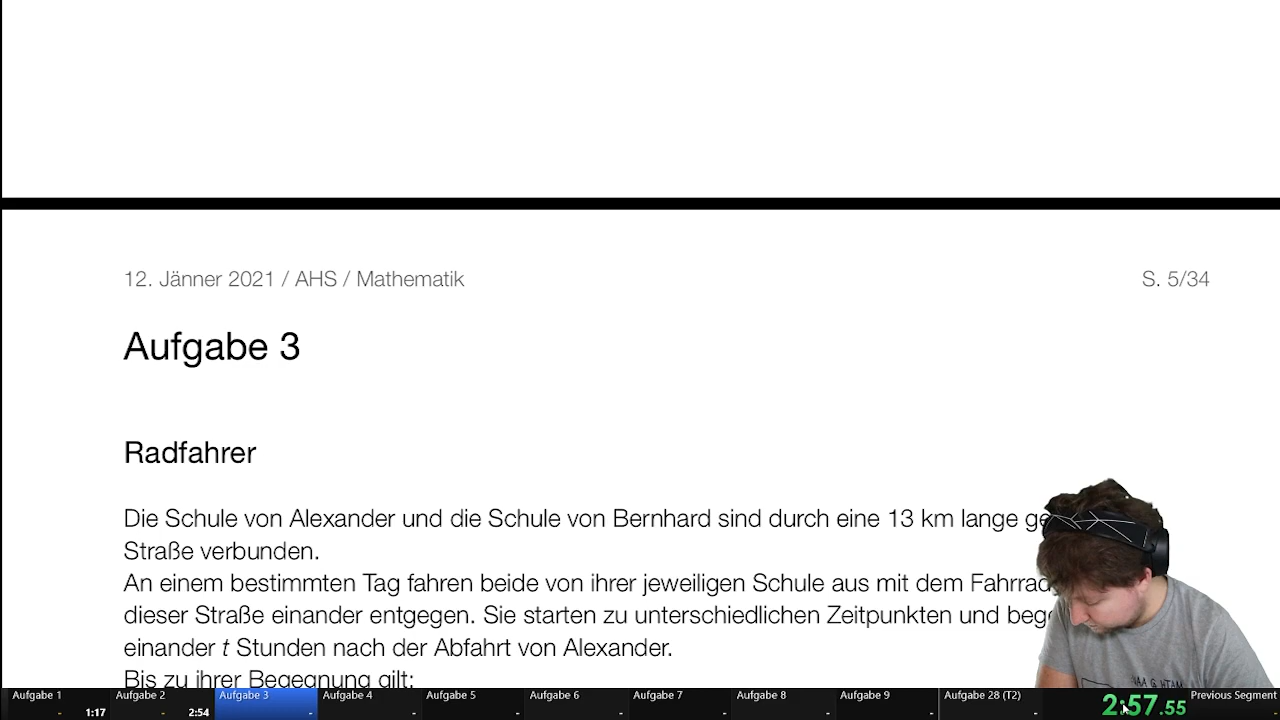 12. Jänner 2021 / AHS / Mathematik S. 5/34
Aufgabe 3
Radfahrer
Die Schule von Alexander und die Schule von Bernhard sind durch eine 13 km lange
Straße verbunden.
An einem bestimmten Tag fahren beide von ihrer jeweiligen Schule aus mit dem
dieser Straße einander entgegen. Sie starten zu unterschiedlichen Zeitpunkten und
einander t Stunden nach der Abfahrt von Alexander.
Bis zu ihrer Begegnung gilt:
Aufgabe 1 Aufgabe 2 Aufgabe 3 Aufgabe 4 Aufgabe 5 Aufgabe 6 Aufgabe 7 Aufgabe 8 Aufgabe 9 Aufgabe 28 (T2) 2:57.55 Previous Segment
- 1:17 - 2:54 - - - - - - - - -